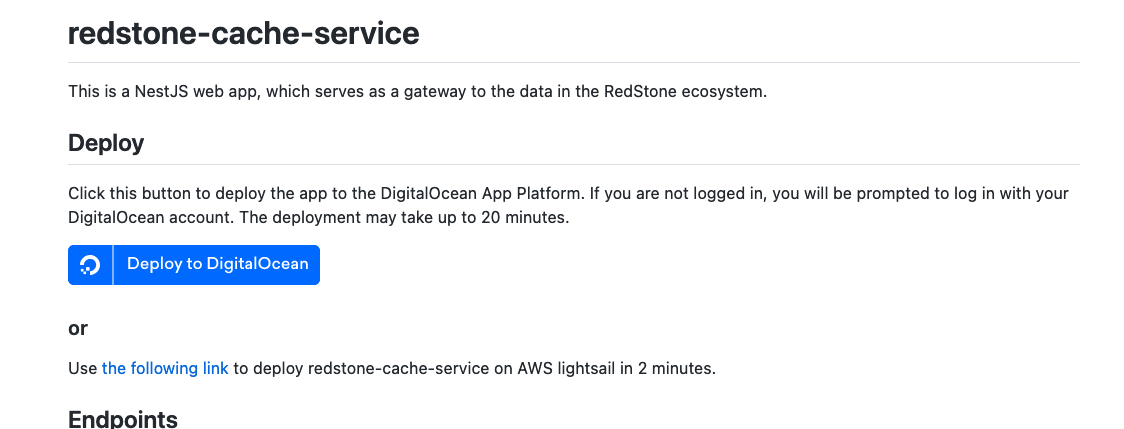 redstone-cache-service
This is a NestJS web app, which serves as a gateway to the data in the RedStone ecosystem.
Deploy
Click this button to deploy the app to the DigitalOcean App Platform. If you are not logged in, you will be prompted to log in with your
DigitalOcean account. The deployment may take up to 20 minutes.
Deploy to DigitalOcean
or
Use the following link to deploy redstone-cache-service on AWS lightsail in 2 minutes.
Endpoints